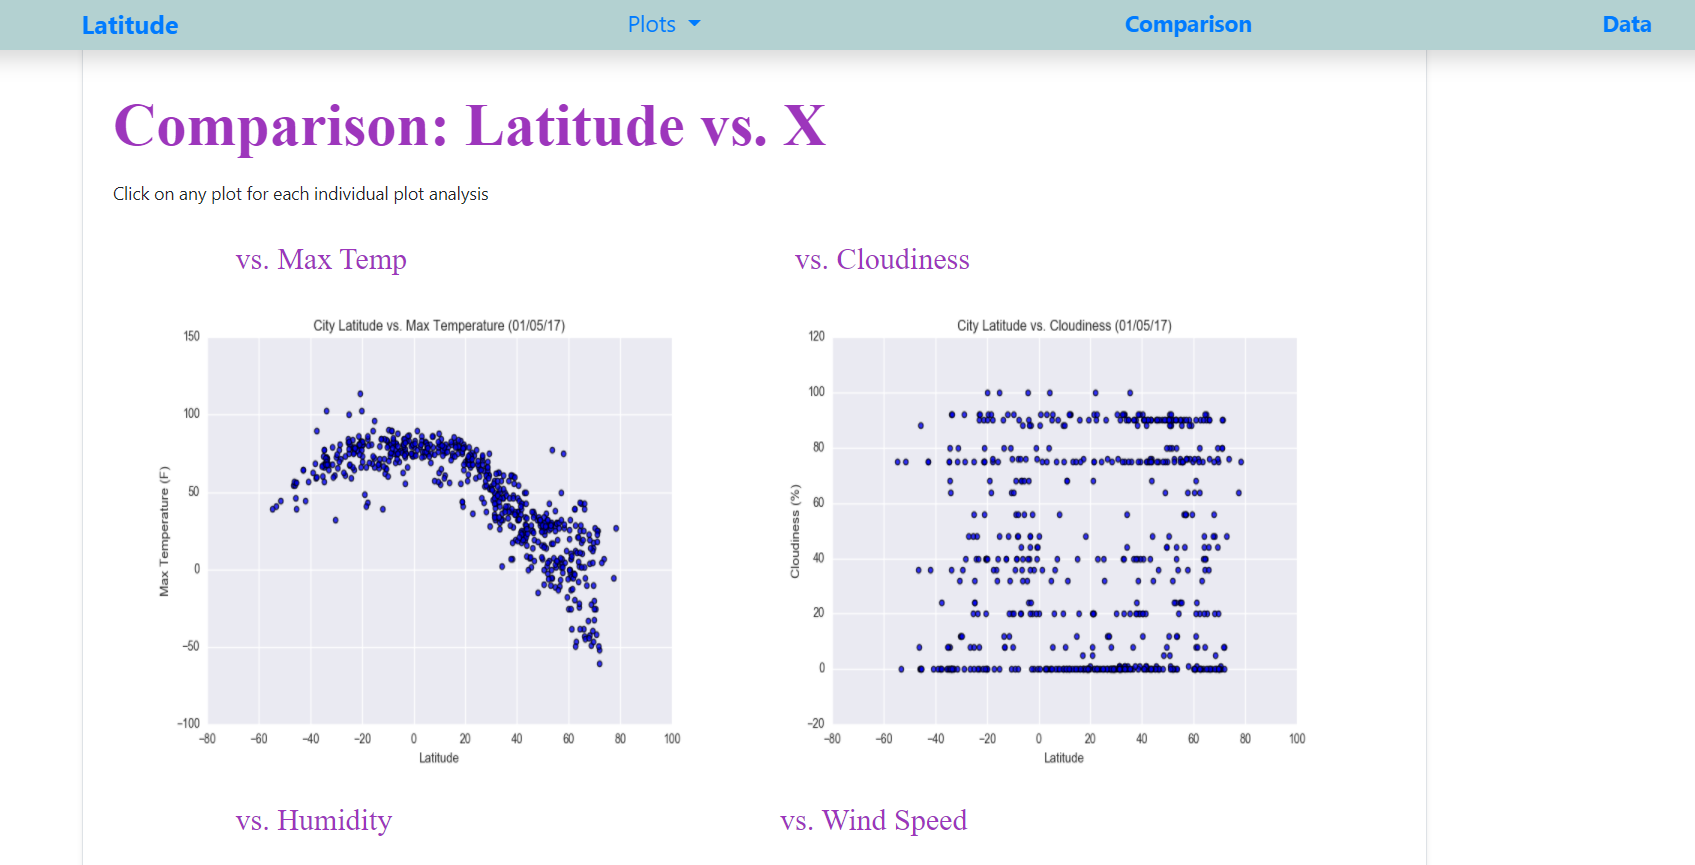 Latitude Plots Comparison Data
Comparison: Latitude vs. X
Click on any plot for each individual plot analysis
vs. Max Temp
City Latitude vs. Max Temperature (01/05/17)
Max Temperature (F)
150
100
50
0
−50
−100
−80 −60 −40 −20 0 20 40 60 80 100
Latitude
vs. Cloudiness
City Latitude vs. Cloudiness (01/05/17)
Cloudiness (%)
120
100
80
60
40
20
0
−20
−80 −60 −40 −20 0 20 40 60 80 100
Latitude
vs. Humidity
vs. Wind Speed